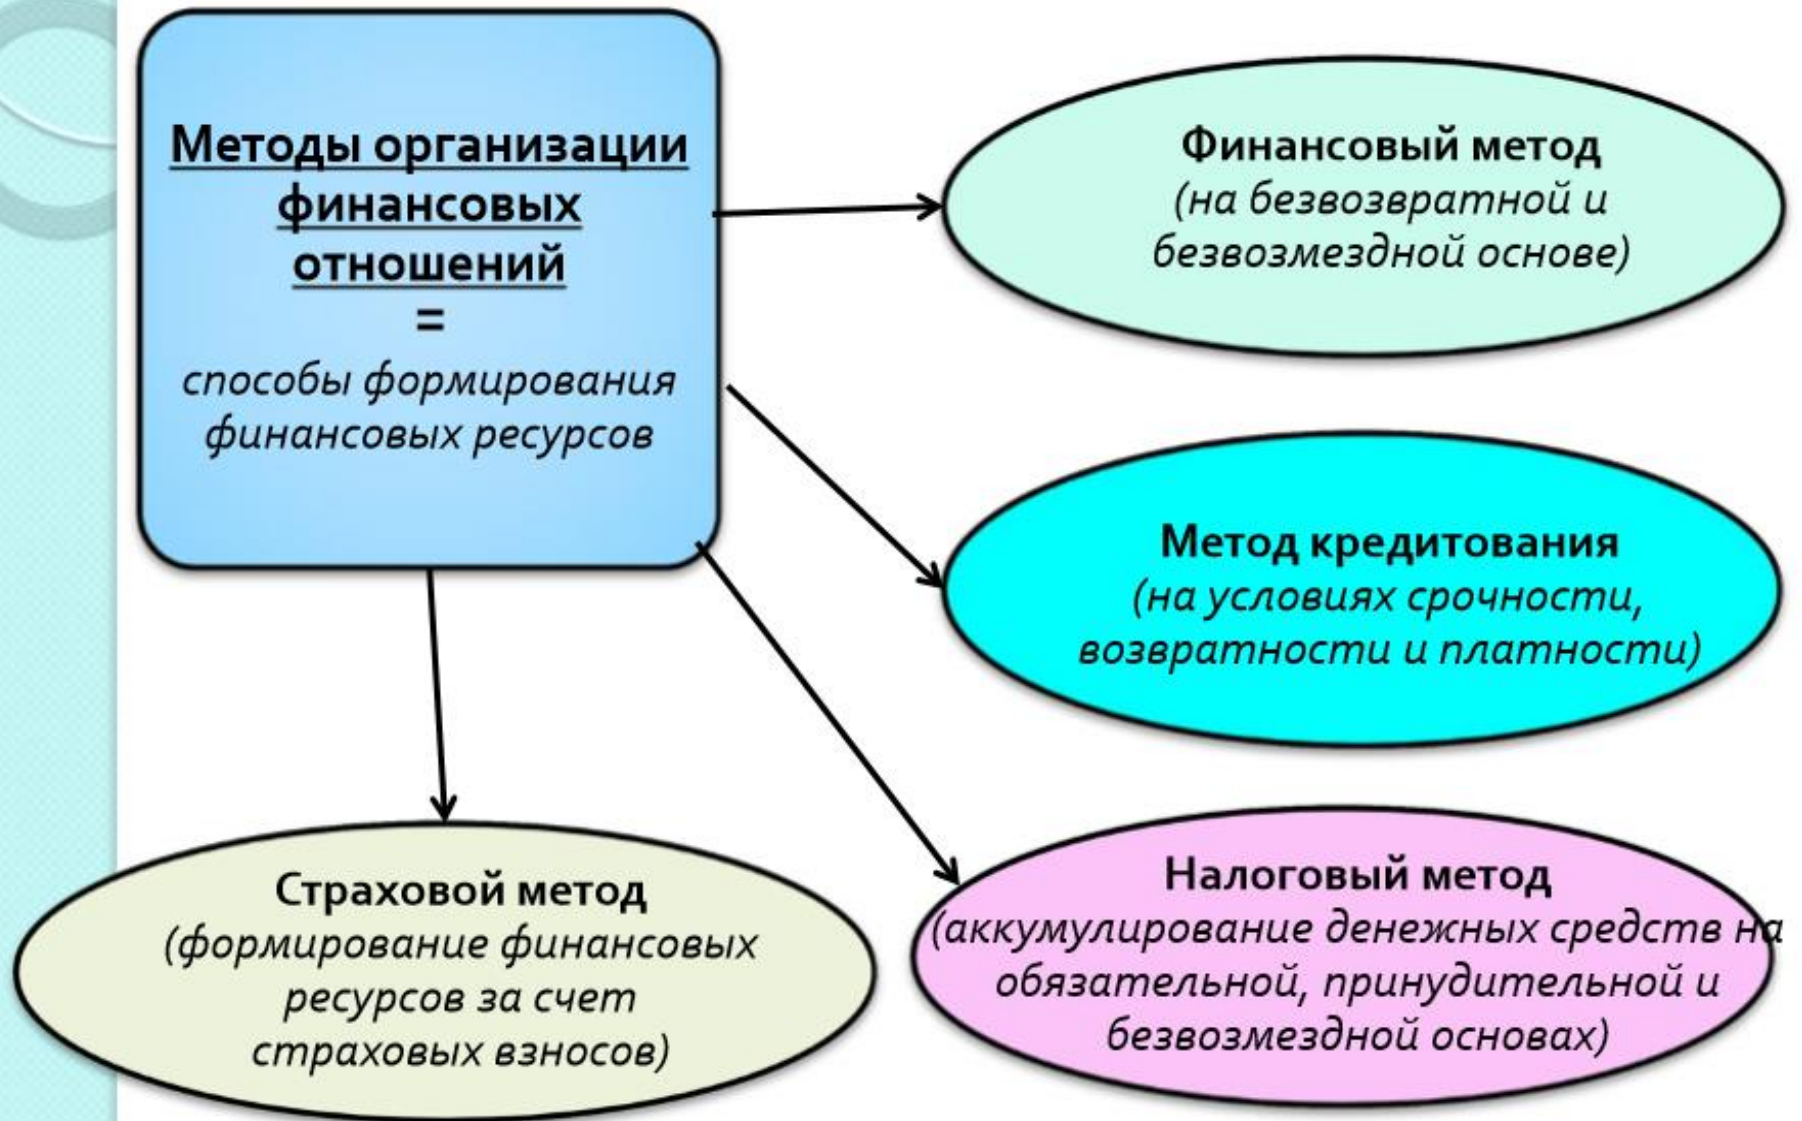 Методы организации
финансовых
отношений
=
способы формирования
финансовых ресурсов
Финансовый метод
(на безвозвратной и
безвозмездной основе)
Метод кредитования
(на условиях срочности,
возвратности и платности)
Налоговый метод
(аккумулирование денежных средств на
обязательной, принудительной и
безвозмездной основах)
Страховой метод
(формирование финансовых
ресурсов за счет
страховых взносов)